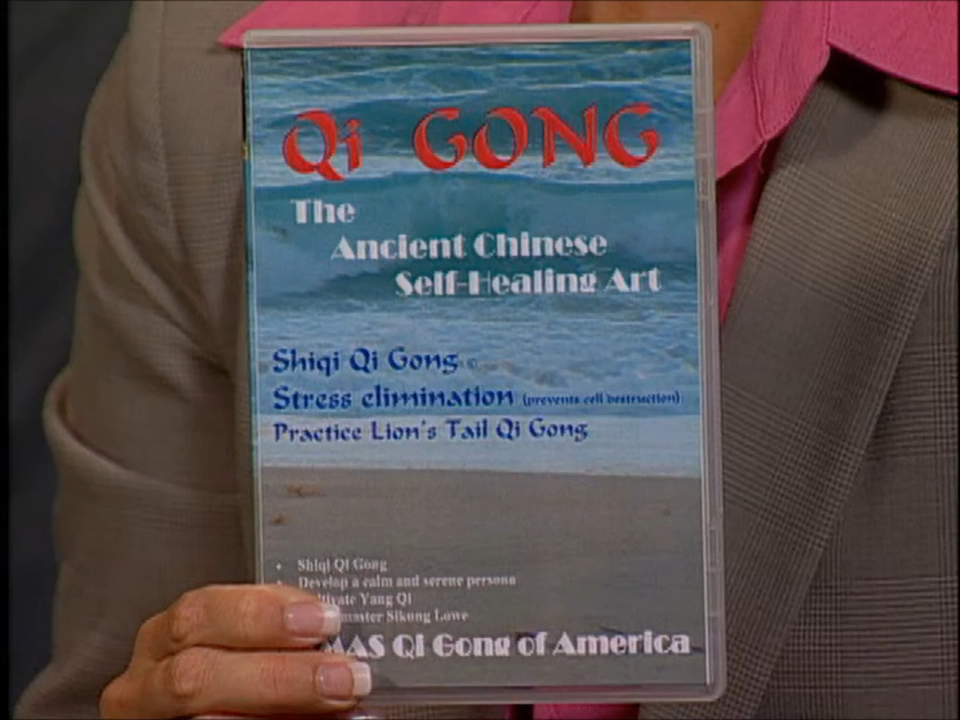 Qi GONG
The
Ancient Chinese
Self-Healing Art
Shiqi Qi Gong ©
Stress elimination (prevents cell destruction)
Practice Lion's Tail Qi Gong
• Shiqi Qi Gong
• Develop a calm and serene persona
Yang Qi
Sikung Lowe
Qi Gong of America